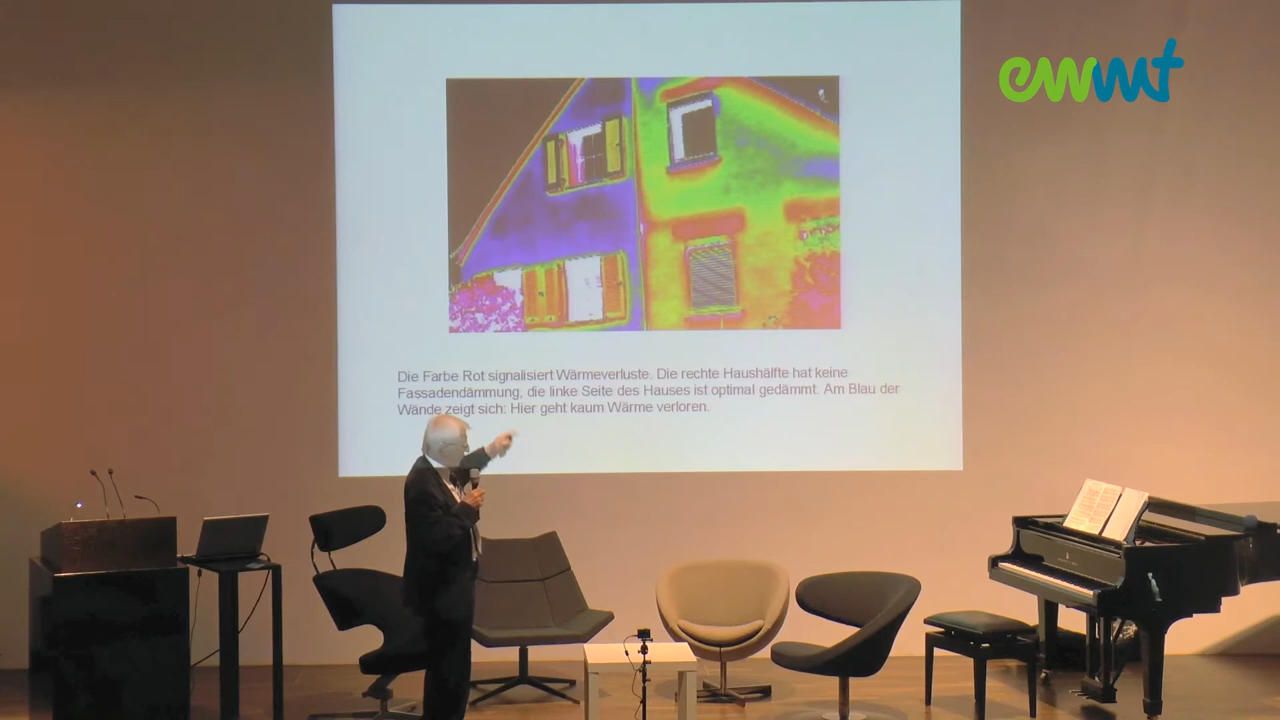 ewmt
Die Farbe Rot signalisiert Wärmeverluste. Die rechte Haushälfte hat keine
Fassadendämmung, die linke Seite des Hauses ist optimal gedämmt. Am Blau der
Wände zeigt sich: Hier geht kaum Wärme verloren.